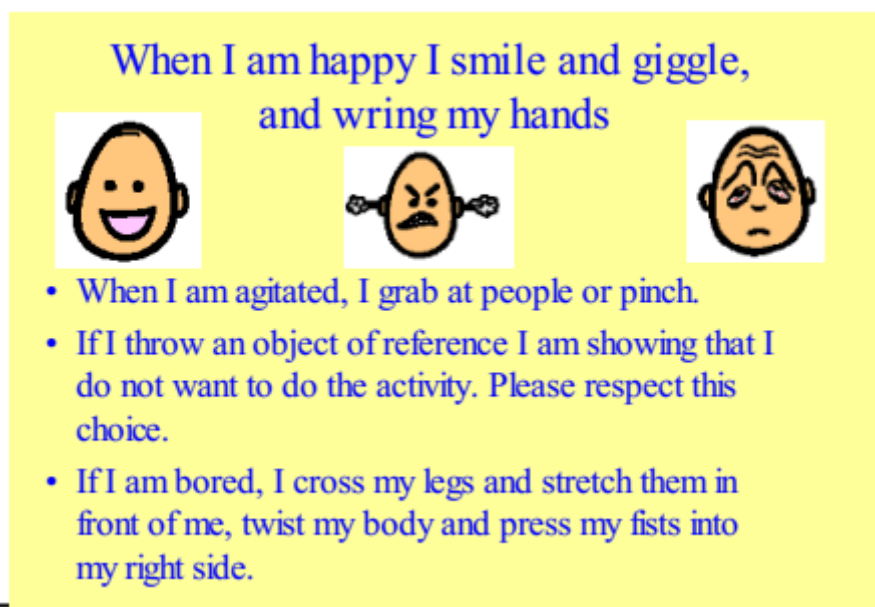 When I am happy I smile and giggle,
and wring my hands
• When I am agitated, I grab at people or pinch.
• If I throw an object of reference I am showing that I
do not want to do the activity. Please respect this
choice.
• If I am bored, I cross my legs and stretch them in
front of me, twist my body and press my fists into
my right side.